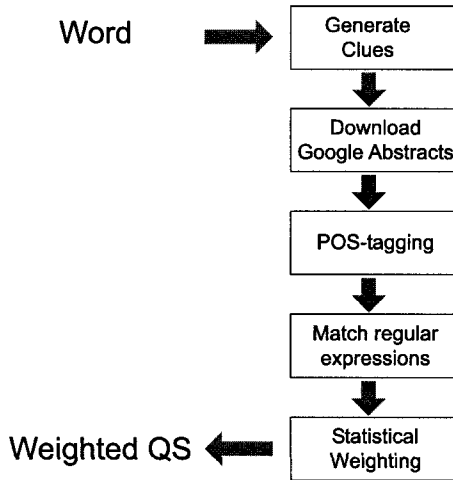 Word
Generate
Clues
Download
Google Abstracts
POS-tagging
Match regular
expressions
Statistical
Weighting
Weighted QS